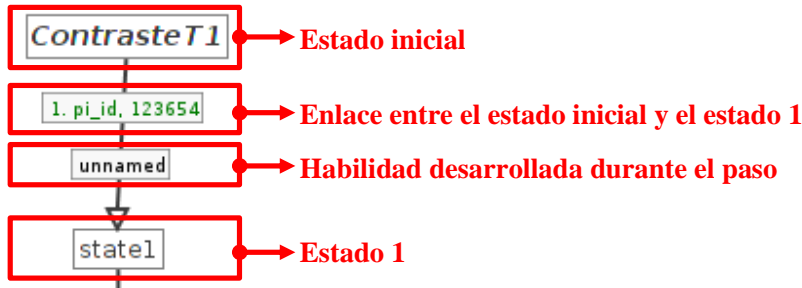 ContrasteT1 Estado inicial
1. pi_id, 123654 Enlace entre el estado inicial y el estado 1
unnamed Habilidad desarrollada durante el paso
state1 Estado 1